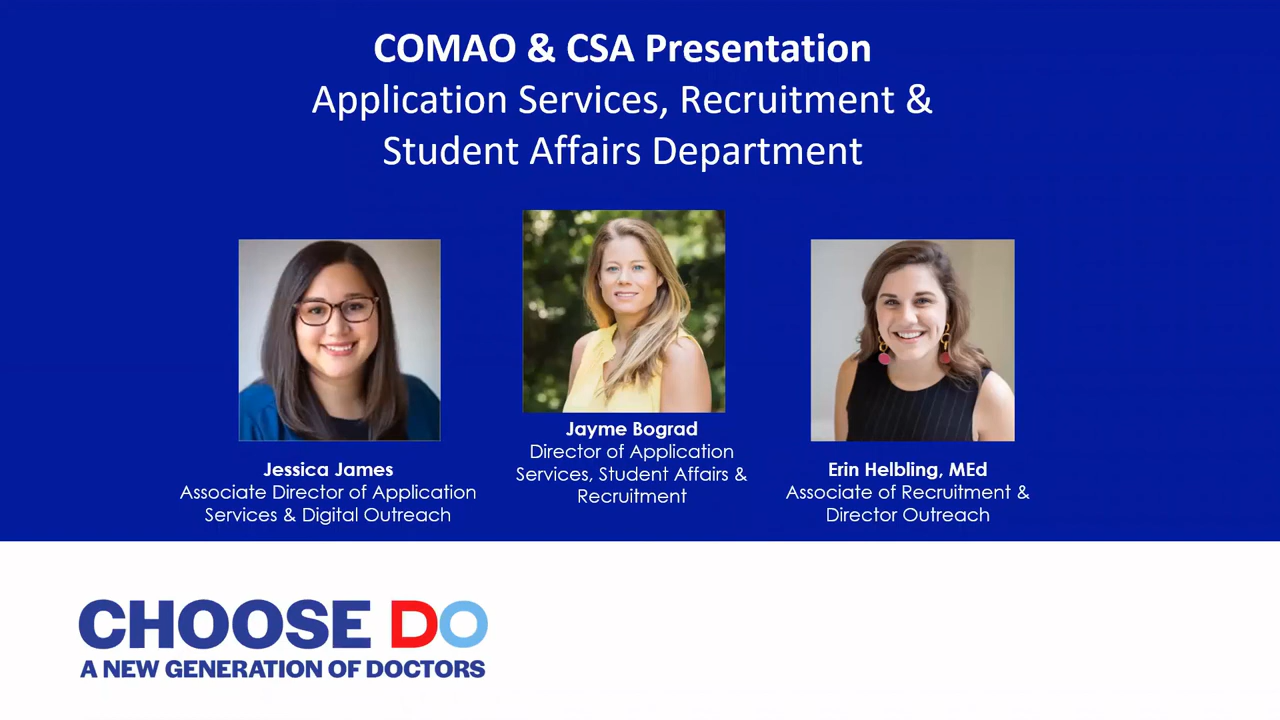 COMAO & CSA Presentation
Application Services, Recruitment &
Student Affairs Department
Jessica James
Associate Director of Application
Services & Digital Outreach
Jayme Bograd
Director of Application
Services, Student Affairs &
Recruitment
Erin Helbling, MEd
Associate of Recruitment &
Director Outreach
CHOOSE DO
A NEW GENERATION OF DOCTORS